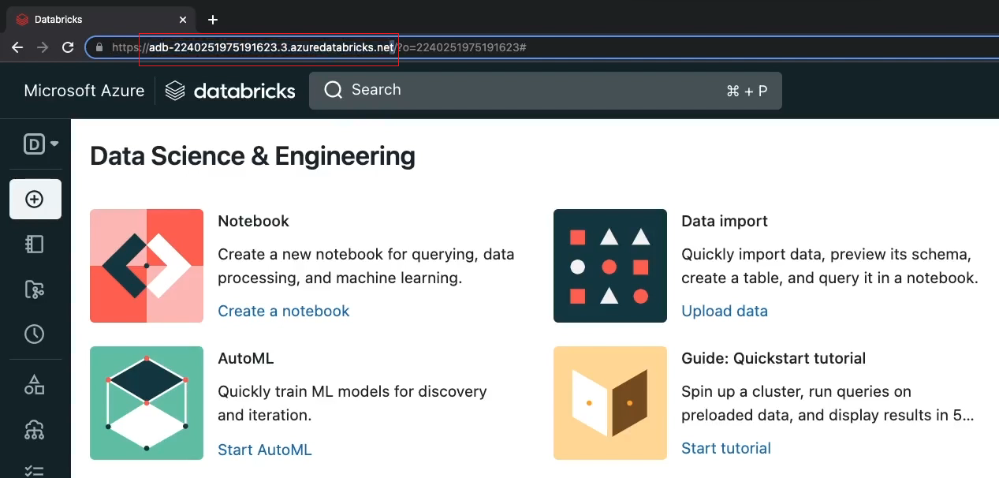 Databricks
https://adb-2240251975191623.3.azuredatabricks.net/?o=2240251975191623#
Microsoft Azure databricks Search ⌘ + P
D
Data Science & Engineering
Notebook
Create a new notebook for querying, data
processing, and machine learning.
Create a notebook
Data import
Quickly import data, preview its schema,
create a table, and query it in a notebook.
Upload data
AutoML
Quickly train ML models for discovery
and iteration.
Start AutoML
Guide: Quickstart tutorial
Spin up a cluster, run queries on
preloaded data, and display results in 5...
Start tutorial